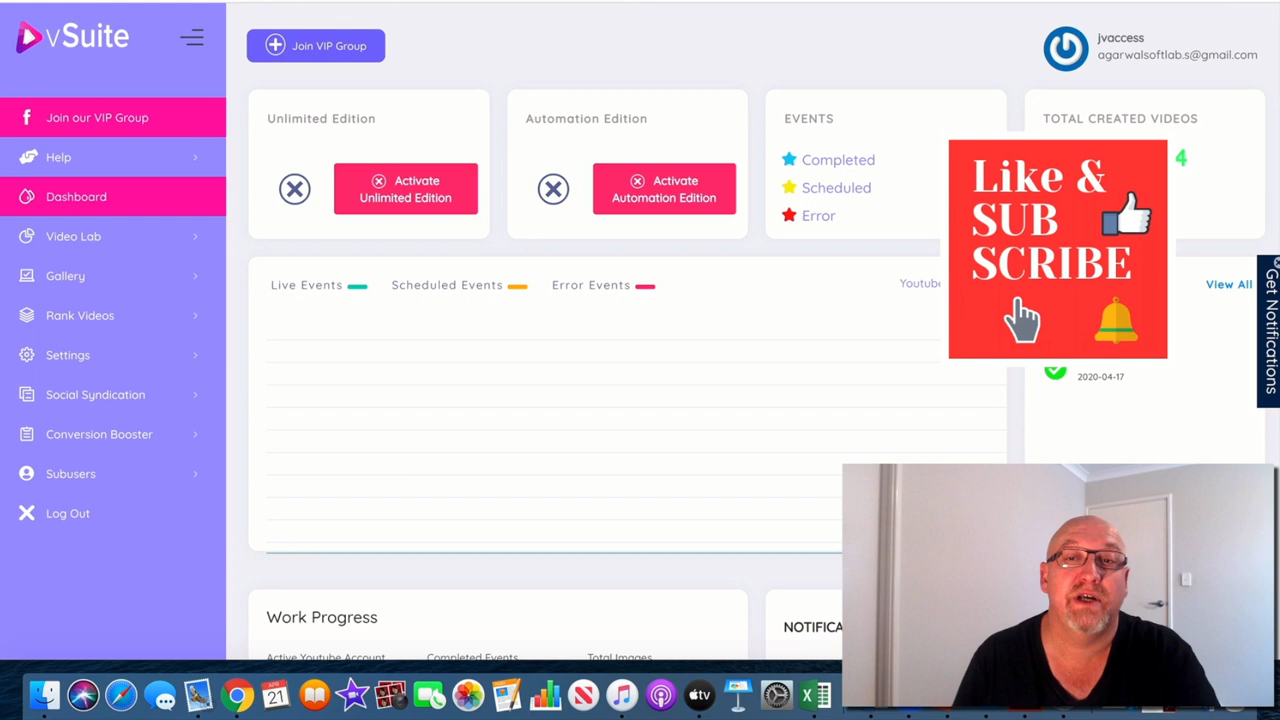 vSuite
Join our VIP Group
Help
Dashboard
Video Lab
Gallery
Rank Videos
Settings
Social Syndication
Conversion Booster
Subusers
Log Out
Join VIP Group
jvaccess
agarwalsoftlab.s@gmail.com
Unlimited Edition
Activate
Unlimited Edition
Automation Edition
Activate
Automation Edition
EVENTS
Completed
Scheduled
Error
TOTAL CREATED VIDEOS
4
Like &
SUB
SCRIBE
Live Events
Scheduled Events
Error Events
Youtube
View All
2020-04-17
Get Notifications
Work Progress
Active Youtube Account
Completed Events
Total Images
NOTIFICA
APR
21
tv